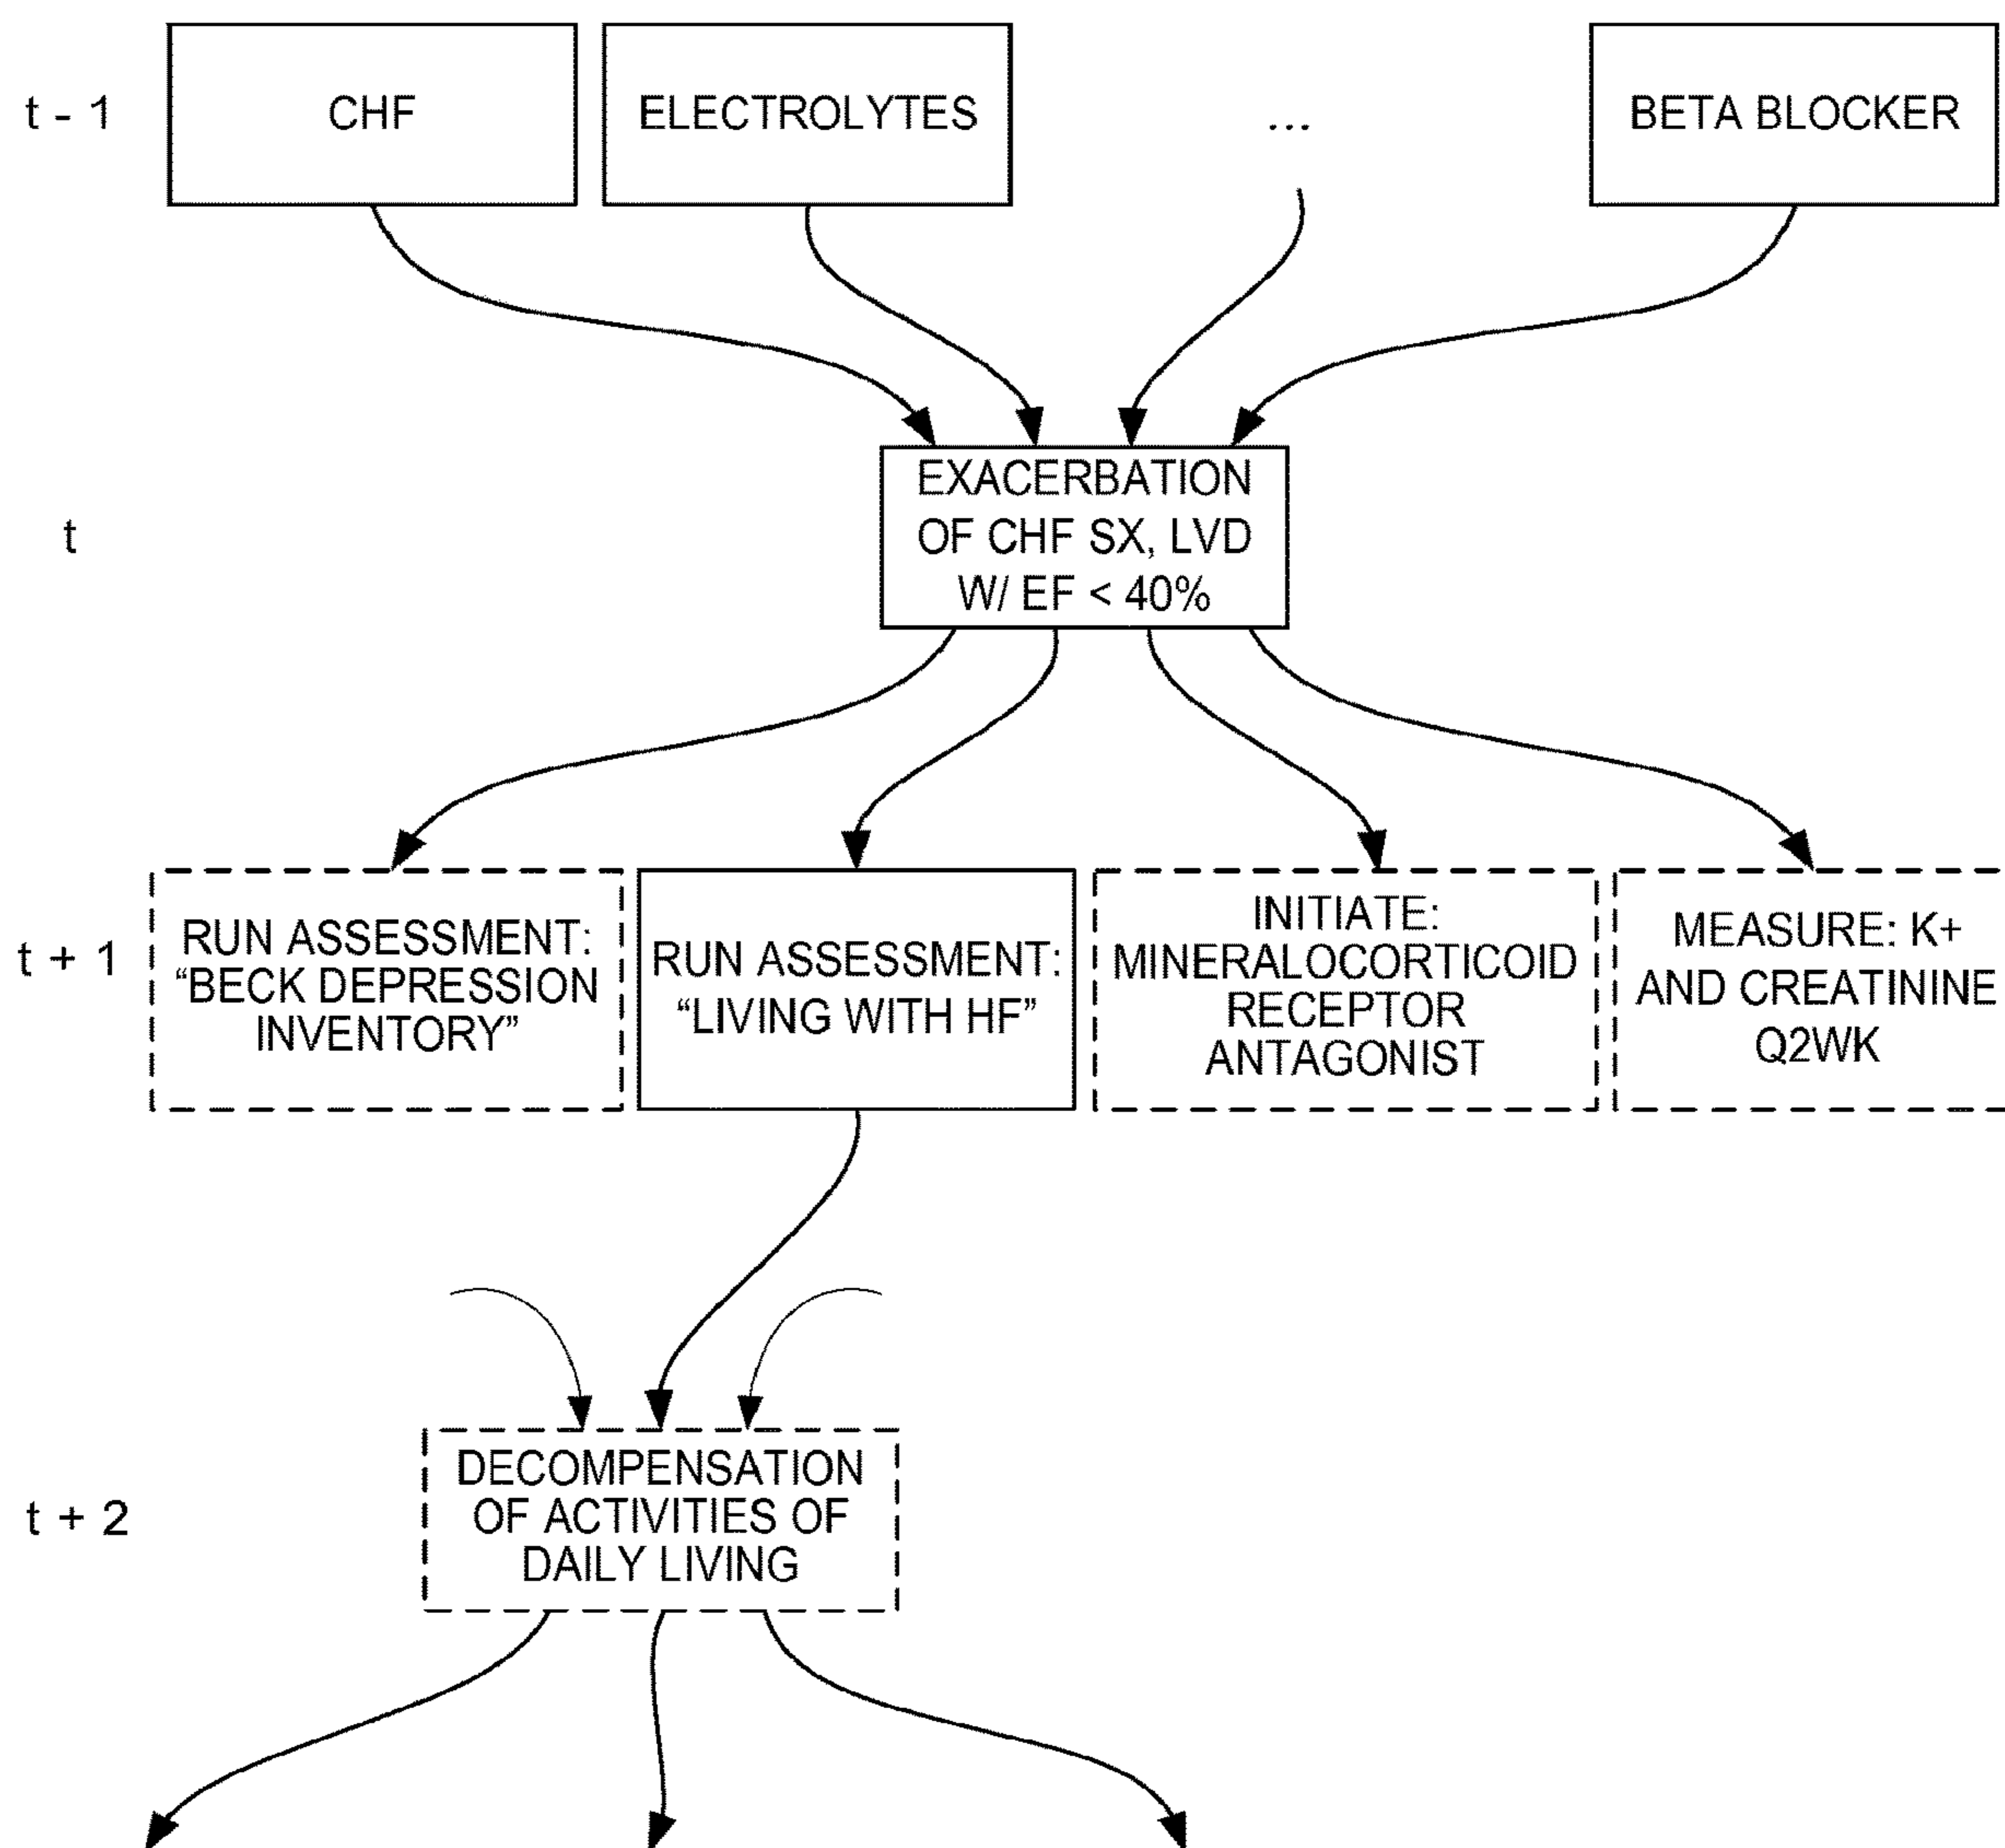 t - 1
CHF
ELECTROLYTES
...
BETA BLOCKER
t
EXACERBATION
OF CHF SX, LVD
W/ EF < 40%
t + 1
RUN ASSESSMENT:
“BECK DEPRESSION
INVENTORY”
RUN ASSESSMENT:
“LIVING WITH HF”
INITIATE:
MINERALOCORTICOID
RECEPTOR
ANTAGONIST
MEASURE: K+
AND CREATININE
Q2WK
t + 2
DECOMPENSATION
OF ACTIVITIES OF
DAILY LIVING